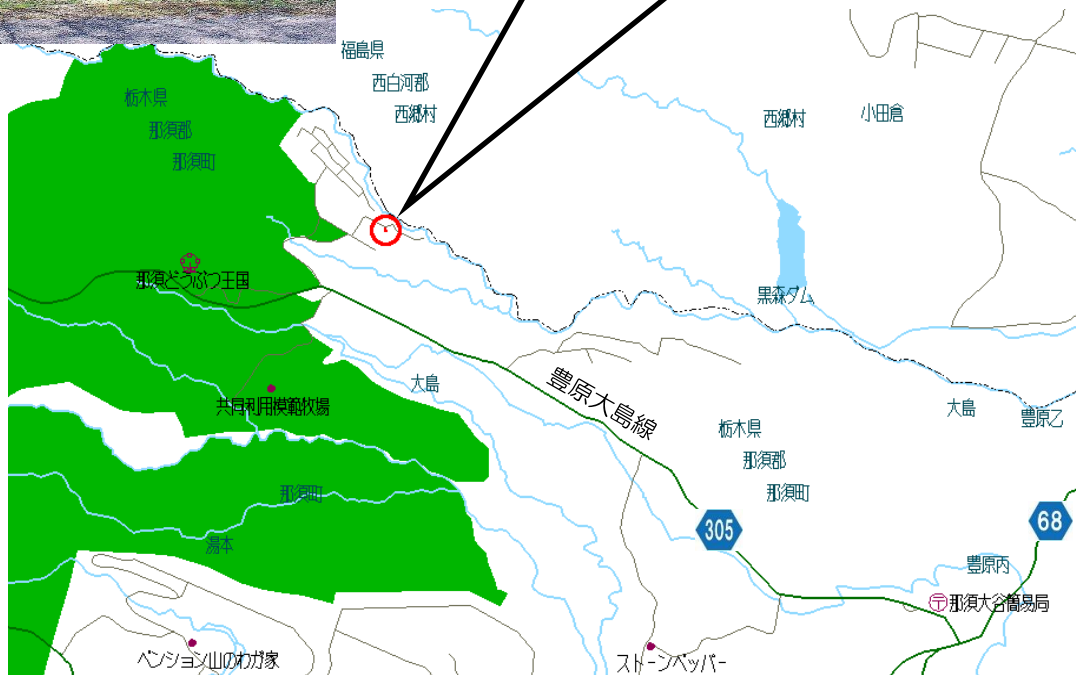 福島県
西白河郡
西郷村
栃木県
那須郡
那須町
西郷村
小田倉
那須どうぶつ王国
黒森ダム
大島
共同利用模範牧場
豊原大島線
大島
豊原乙
栃木県
那須郡
那須町
那須町
湯本
305
68
豊原丙
〒那須大谷簡易局
ペンション山のわが家
ストーンペッパー